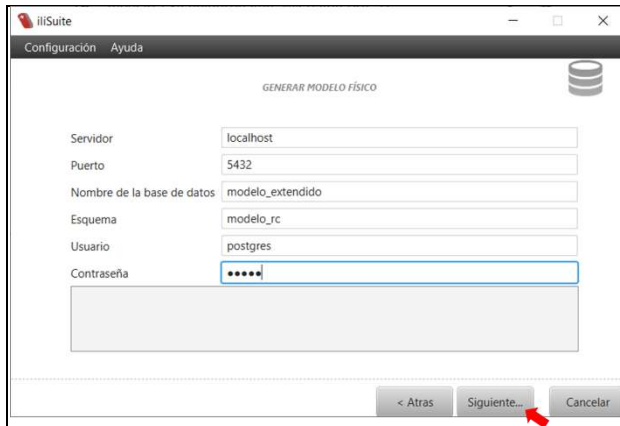 iliSuite
Configuración Ayuda
GENERAR MODELO FÍSICO
Servidor localhost
Puerto 5432
Nombre de la base de datos modelo_extendido
Esquema modelo_rc
Usuario postgres
Contraseña •••••
< Atras Siguiente... Cancelar